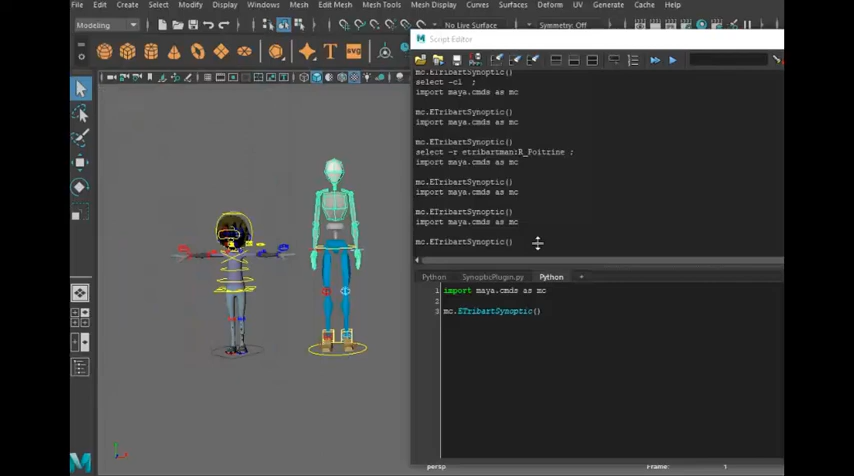 File Edit Create Select Modify Display Windows Mesh Edit Mesh Mesh Tools Mesh Display Curves Surfaces Deform UV Generate Cache Help
Modeling
No Live Surface
Symmetry: Off
T
svg
Script Editor
mc.ETribartSynoptic()
select -cl ;
import maya.cmds as mc
mc.ETribartSynoptic()
import maya.cmds as mc
mc.ETribartSynoptic()
select -r etribartman:R_Poitrine ;
import maya.cmds as mc
mc.ETribartSynoptic()
import maya.cmds as mc
mc.ETribartSynoptic()
import maya.cmds as mc
mc.ETribartSynoptic()
Python SynopticPlugin.py Python +
1 import maya.cmds as mc
2
3 mc.ETribartSynoptic()
persp
Frame: 1
M